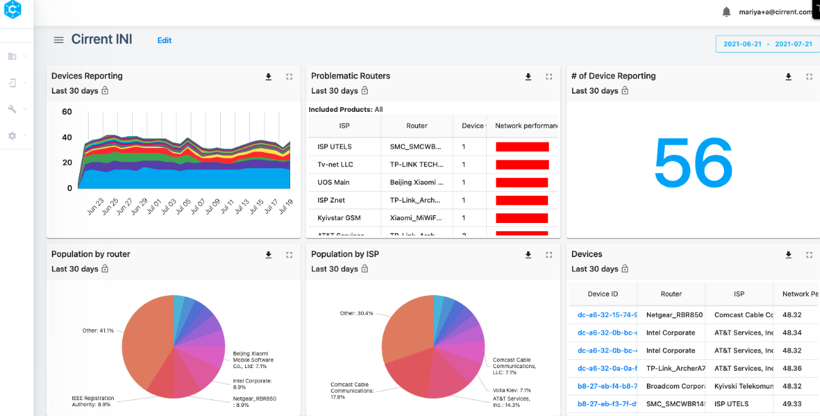 mariya+a@cirrent.com
Cirrent INI
Edit
2021-06-21 - 2021-07-21
Devices Reporting
Last 30 days
60
40
20
0
Jun 23
Jun 25
Jun 27
Jun 29
Jul 01
Jul 03
Jul 05
Jul 07
Jul 09
Jul 11
Jul 13
Jul 15
Jul 17
Jul 19
Problematic Routers
Last 30 days
Included Products: All
ISP Router Device Network performan
ISP UTELS SMC_SMCWB... 1
Tv-net LLC TP-LINK TECH... 1
UOS Main Beijing Xiaomi ... 1
ISP Znet TP-Link_Arch... 1
Kyivstar GSM Xiaomi_MiWiF... 1
AT&T Services TP-Link_Arch...
# of Device Reporting
Last 30 days
56
Population by router
Last 30 days
Other: 41.1%
Beijing Xiaomi
Mobile Software
Co., Ltd: 7.1%
Intel Corporate:
8.9%
Netgear_RBR850
: 8.9%
IEEE Registration
Authority: 8.9%
Population by ISP
Last 30 days
Other: 30.4%
Comcast Cable
Communications,
LLC: 7.1%
Volia Kiev: 7.1%
AT&T Services,
Inc: 14.3%
Comcast Cable
Communications:
17.9%
Devices
Last 30 days
Device ID Router ISP Network Pe
dc-a6-32-15-74-9 Netgear_RBR850 Comcast Cable Co 48.32
dc-a6-32-0b-bc- Intel Corporate AT&T Services, Inc 48.34
dc-a6-32-0b-bc- Intel Corporate AT&T Services, Inc 48.32
dc-a6-32-0a-0a-f TP-Link_ArcherA7 AT&T Services, Inc 48.36
b8-27-eb-f4-b8-7 Broadcom Corpor Kyivski Telekomun 48.32
b8-27-eb-f3-7f-d SMC_SMCWBR14 ISP UTELS 49.33